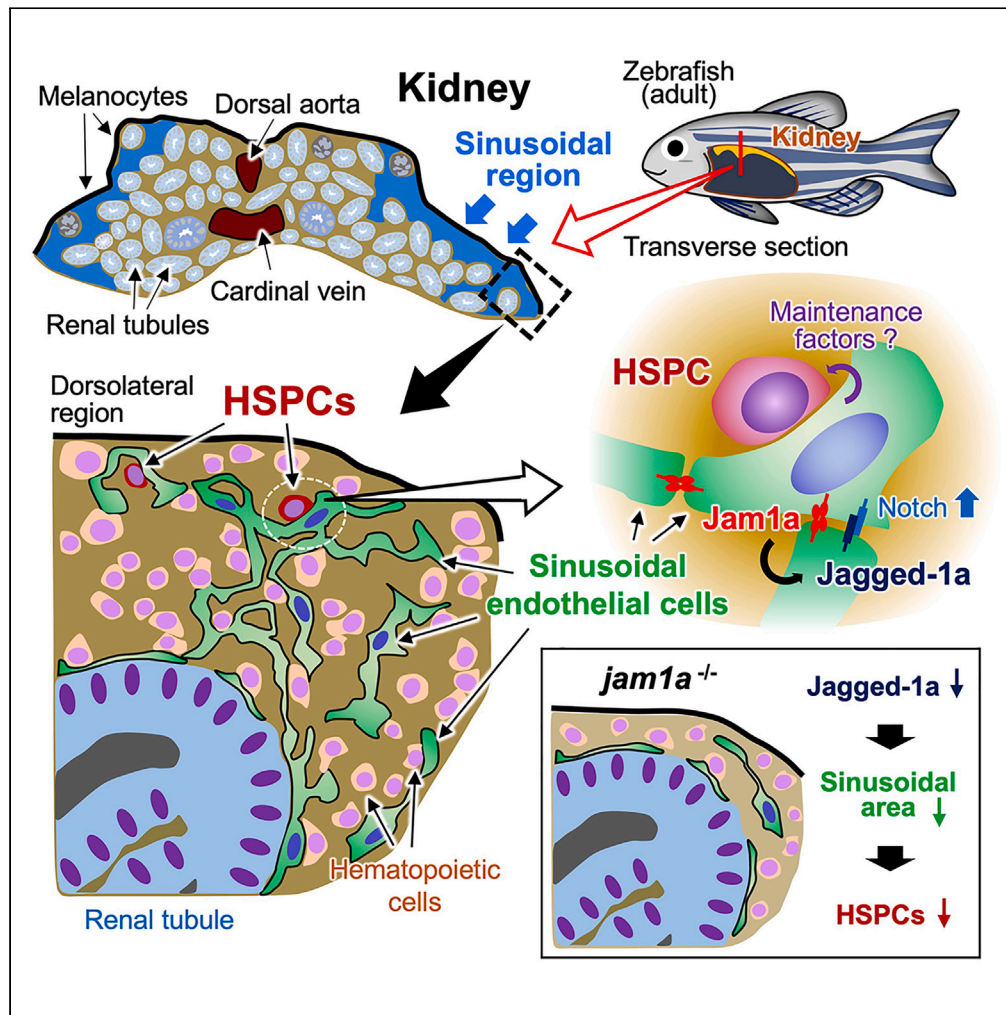 Kidney
Melanocytes
Dorsal aorta
Sinusoidal
region
Cardinal vein
Renal tubules
Zebrafish
(adult)
Kidney
Transverse section
Dorsolateral
region
HSPCs
Sinusoidal
endothelial cells
Hematopoietic
cells
Renal tubule
Maintenance
factors ?
HSPC
Jam1a
Notch
Jagged-1a
jam1a -/-
Jagged-1a ↓
Sinusoidal
area ↓
HSPCs ↓